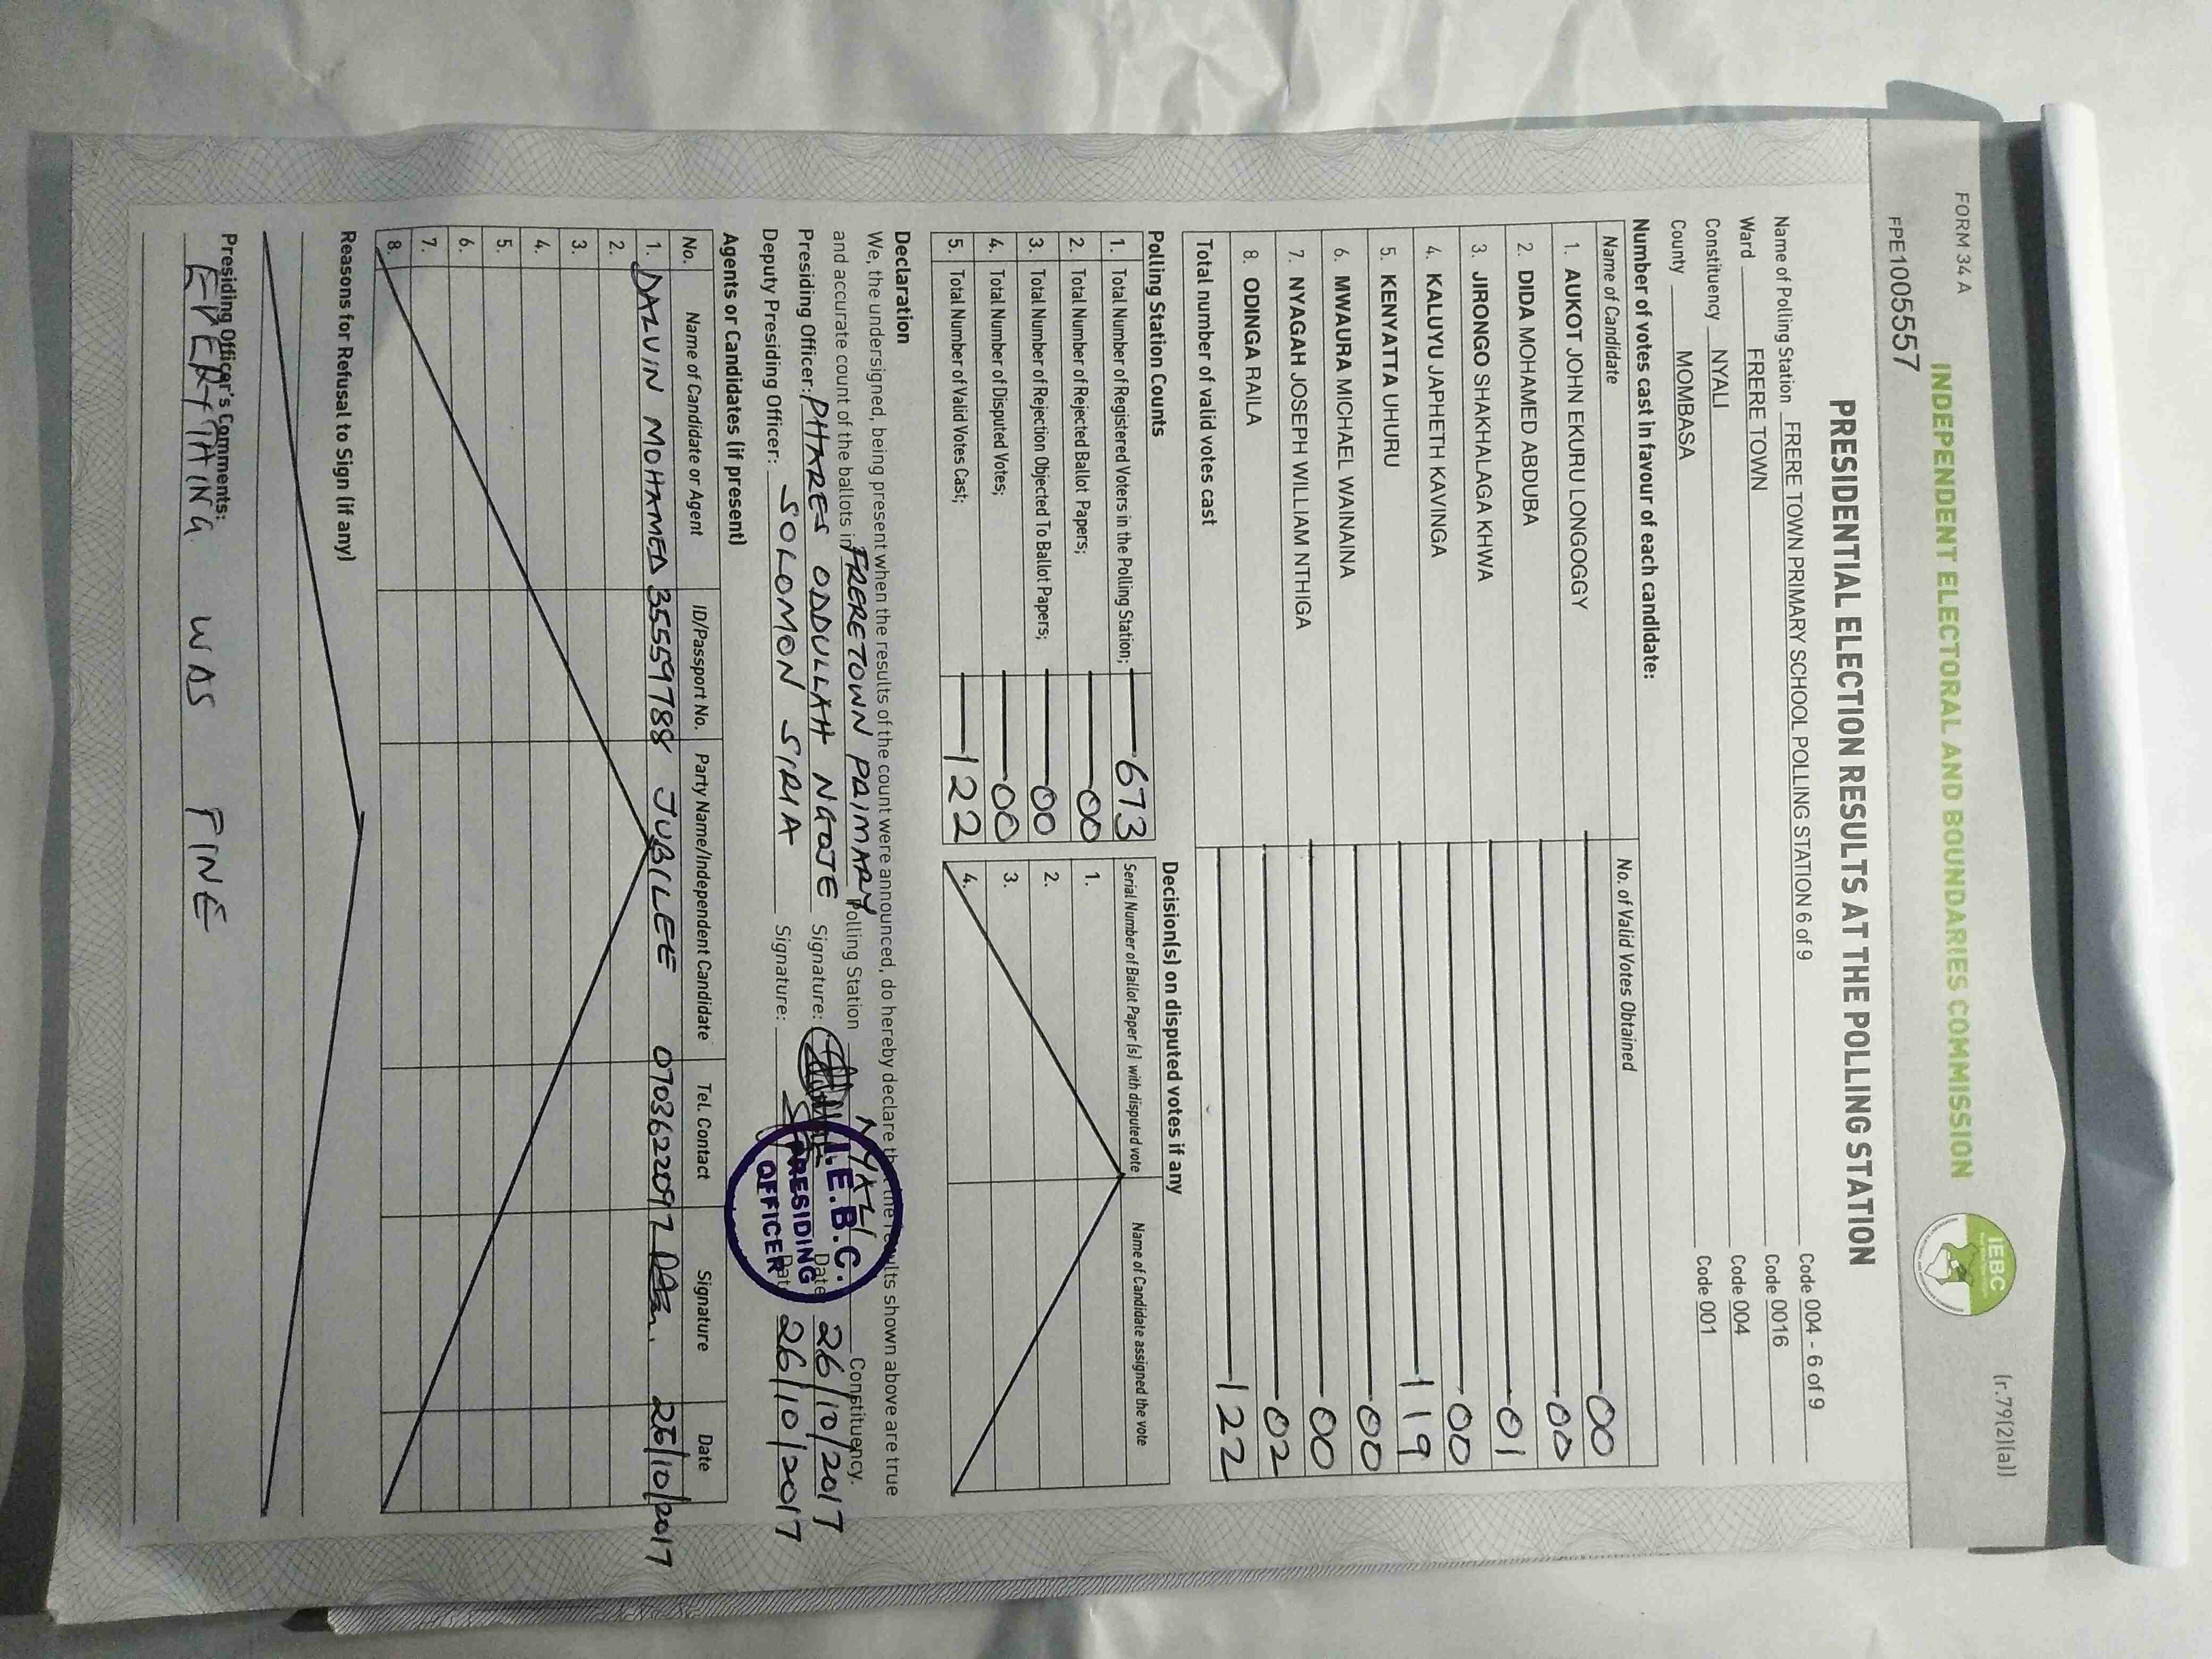 FORM 34 A
(r.79(2)(a))
INDEPENDENT ELECTORAL AND BOUNDARIES COMMISSION
IEBC
FPE1005557
PRESIDENTIAL ELECTION RESULTS AT THE POLLING STATION
Name of Polling Station FRERE TOWN PRIMARY SCHOOL POLLING STATION 6 of 9 Code 004 - 6 of 9
Ward FRERE TOWN Code 0016
Constituency NYALI Code 004
County MOMBASA Code 001
Number of votes cast in favour of each candidate:
Name of Candidate No. of Valid Votes Obtained
1. AUKOT JOHN EKURU LONGOGGY 00
2. DIDA MOHAMED ABDUBA 00
3. JIRONGO SHAKHALAGA KHWA 01
4. KALUYU JAPHETH KAVINGA 00
5. KENYATTA UHURU 119
6. MWAURA MICHAEL WAINAINA 00
7. NYAGAH JOSEPH WILLIAM NTHIGA 00
8. ODINGA RAILA 02
Total number of valid votes cast 122
Polling Station Counts
1. Total Number of Registered Voters in the Polling Station; 673
2. Total Number of Rejected Ballot Papers; 00
3. Total Number of Rejection Objected To Ballot Papers; 00
4. Total Number of Disputed Votes; 00
5. Total Number of Valid Votes Cast; 122
Decision(s) on disputed votes if any
Serial Number of Ballot Paper (s) with disputed vote Name of Candidate assigned the vote
1.
2.
3.
4.
Declaration
We, the undersigned, being present when the results of the count were announced, do hereby declare that the results shown above are true
and accurate count of the ballots in FRERETOWN PRIMARY Polling Station NYALI Constituency.
Presiding Officer: PHARES ODDULLAH NGOJE Signature: Date 26/10/2017
Deputy Presiding Officer: SOLOMON SIRIA Signature: Date 26/10/2017
I.E.B.C.
PRESIDING
OFFICER
Agents or Candidates (if present)
No. Name of Candidate or Agent ID/Passport No. Party Name/Independent Candidate Tel. Contact Signature Date
1. DALVIN MOHAMED 35559788 JUBILEE 0703622092 26/10/2017
2.
3.
4.
5.
6.
7.
8.
Reasons for Refusal to Sign (if any)
Presiding Officer's Comments:
EVERYTHING WAS FINE